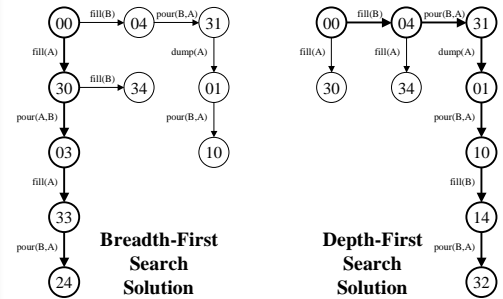 00
fill(B)
04
pour(B,A)
31
fill(A)
dump(A)
30
fill(B)
34
01
pour(A,B)
pour(B,A)
03
10
fill(A)
33
pour(B,A)
24
Breadth-First
Search
Solution
00
fill(B)
04
pour(B,A)
31
fill(A)
fill(A)
dump(A)
30
34
01
pour(B,A)
10
fill(B)
14
pour(B,A)
32
Depth-First
Search
Solution